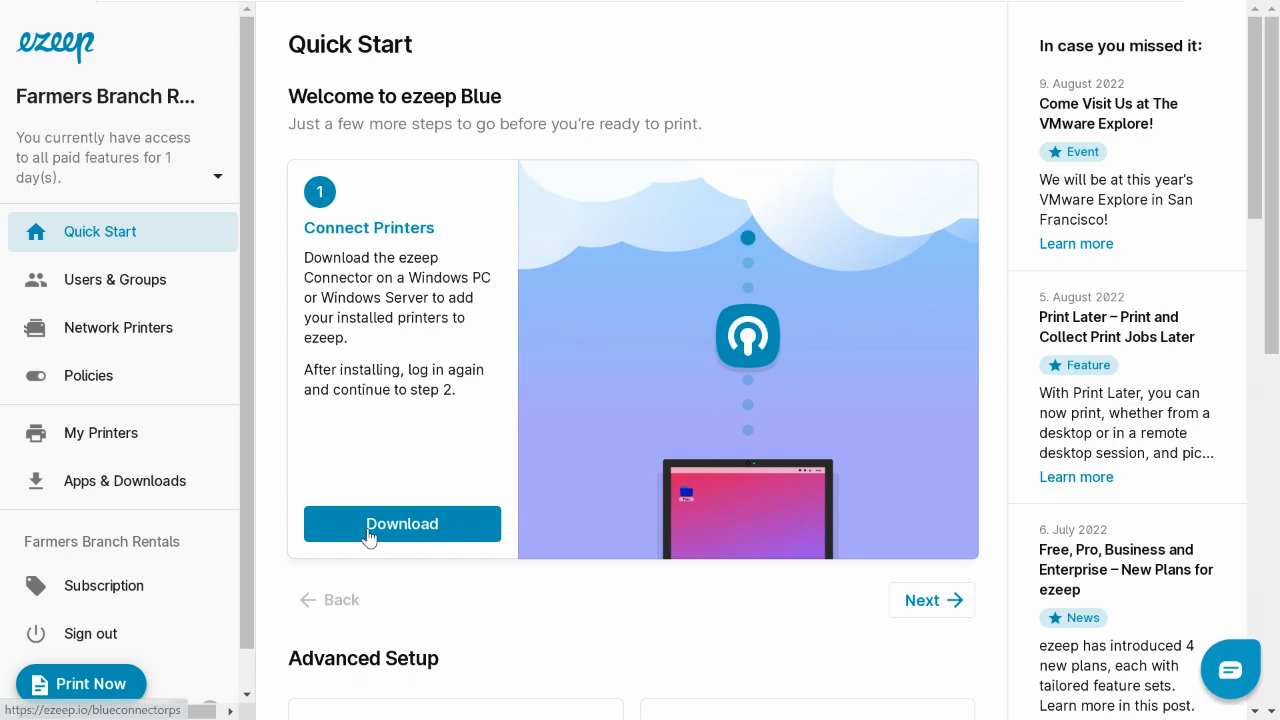 ezeep
Farmers Branch R...
You currently have access
to all paid features for 1
day(s).
Quick Start
Users & Groups
Network Printers
Policies
My Printers
Apps & Downloads
Farmers Branch Rentals
Subscription
Sign out
Print Now
https://ezeep.io/blueconnectorps
Quick Start
Welcome to ezeep Blue
Just a few more steps to go before you’re ready to print.
1
Connect Printers
Download the ezeep
Connector on a Windows PC
or Windows Server to add
your installed printers to
ezeep.
After installing, log in again
and continue to step 2.
Download
Back
Next
Advanced Setup
In case you missed it:
9. August 2022
Come Visit Us at The
VMware Explore!
Event
We will be at this year's
VMware Explore in San
Francisco!
Learn more
5. August 2022
Print Later – Print and
Collect Print Jobs Later
Feature
With Print Later, you can
now print, whether from a
desktop or in a remote
desktop session, and pic...
Learn more
6. July 2022
Free, Pro, Business and
Enterprise – New Plans for
ezeep
News
ezeep has introduced 4
new plans, each with
tailored feature sets.
Learn more in this post.